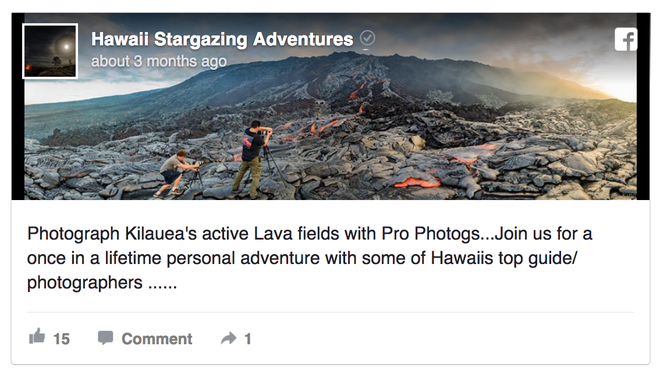 Hawaii Stargazing Adventures
about 3 months ago
Photograph Kilauea's active Lava fields with Pro Photogs...Join us for a
once in a lifetime personal adventure with some of Hawaiis top guide/
photographers ......
15 Comment 1